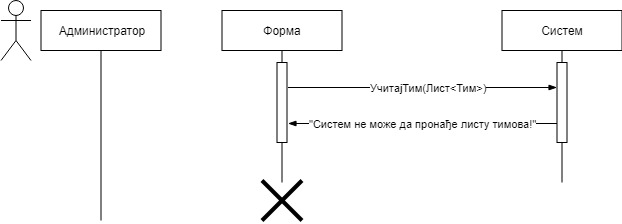 Администратор
Форма
Систем
УчитајТим(Лист<Тим>)
"Систем не може да пронађе листу тимова!"